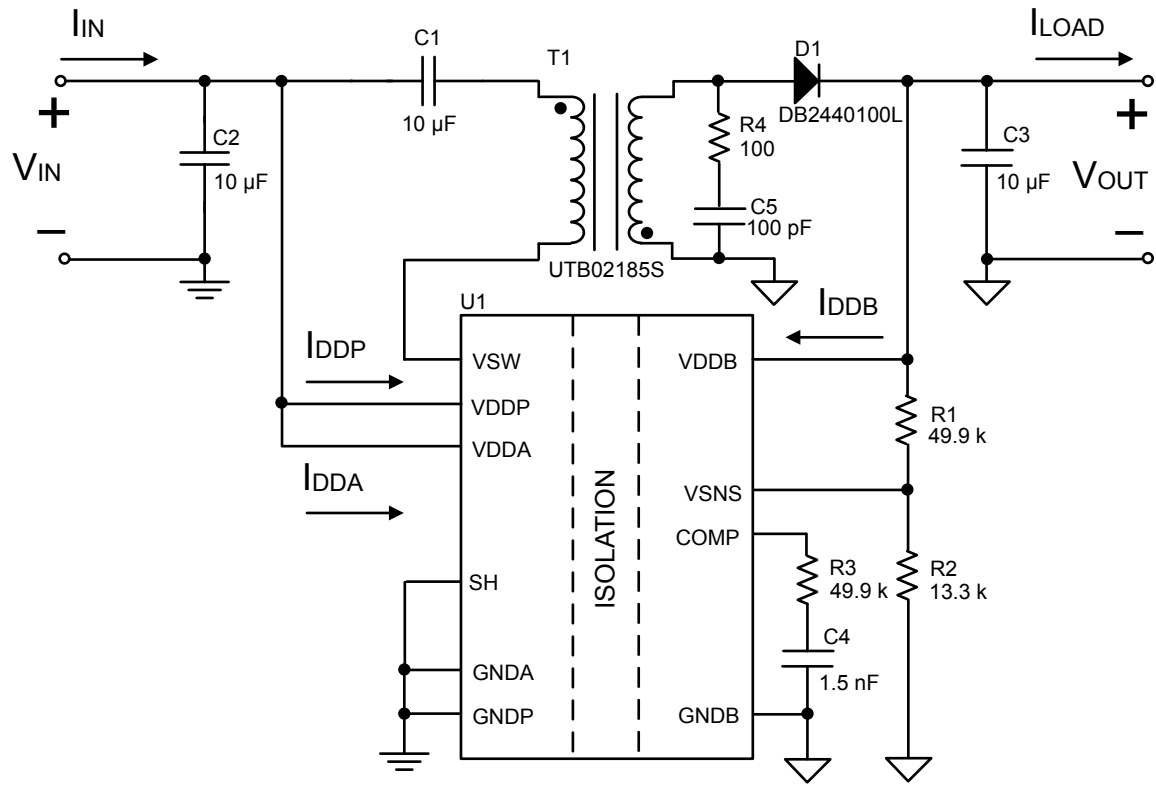 IIN
C1
10 µF
T1
D1
DB2440100L
ILOAD
+
VIN
−
C2
10 µF
R4
100
C5
100 pF
C3
10 µF
+
VOUT
−
UTB02185S
U1
IDDB
IDDP
VSW
VDDP
VDDA
IDDA
SH
GNDA
GNDP
ISOLATION
VDDB
VSNS
COMP
GNDB
R1
49.9 k
R3
49.9 k
R2
13.3 k
C4
1.5 nF